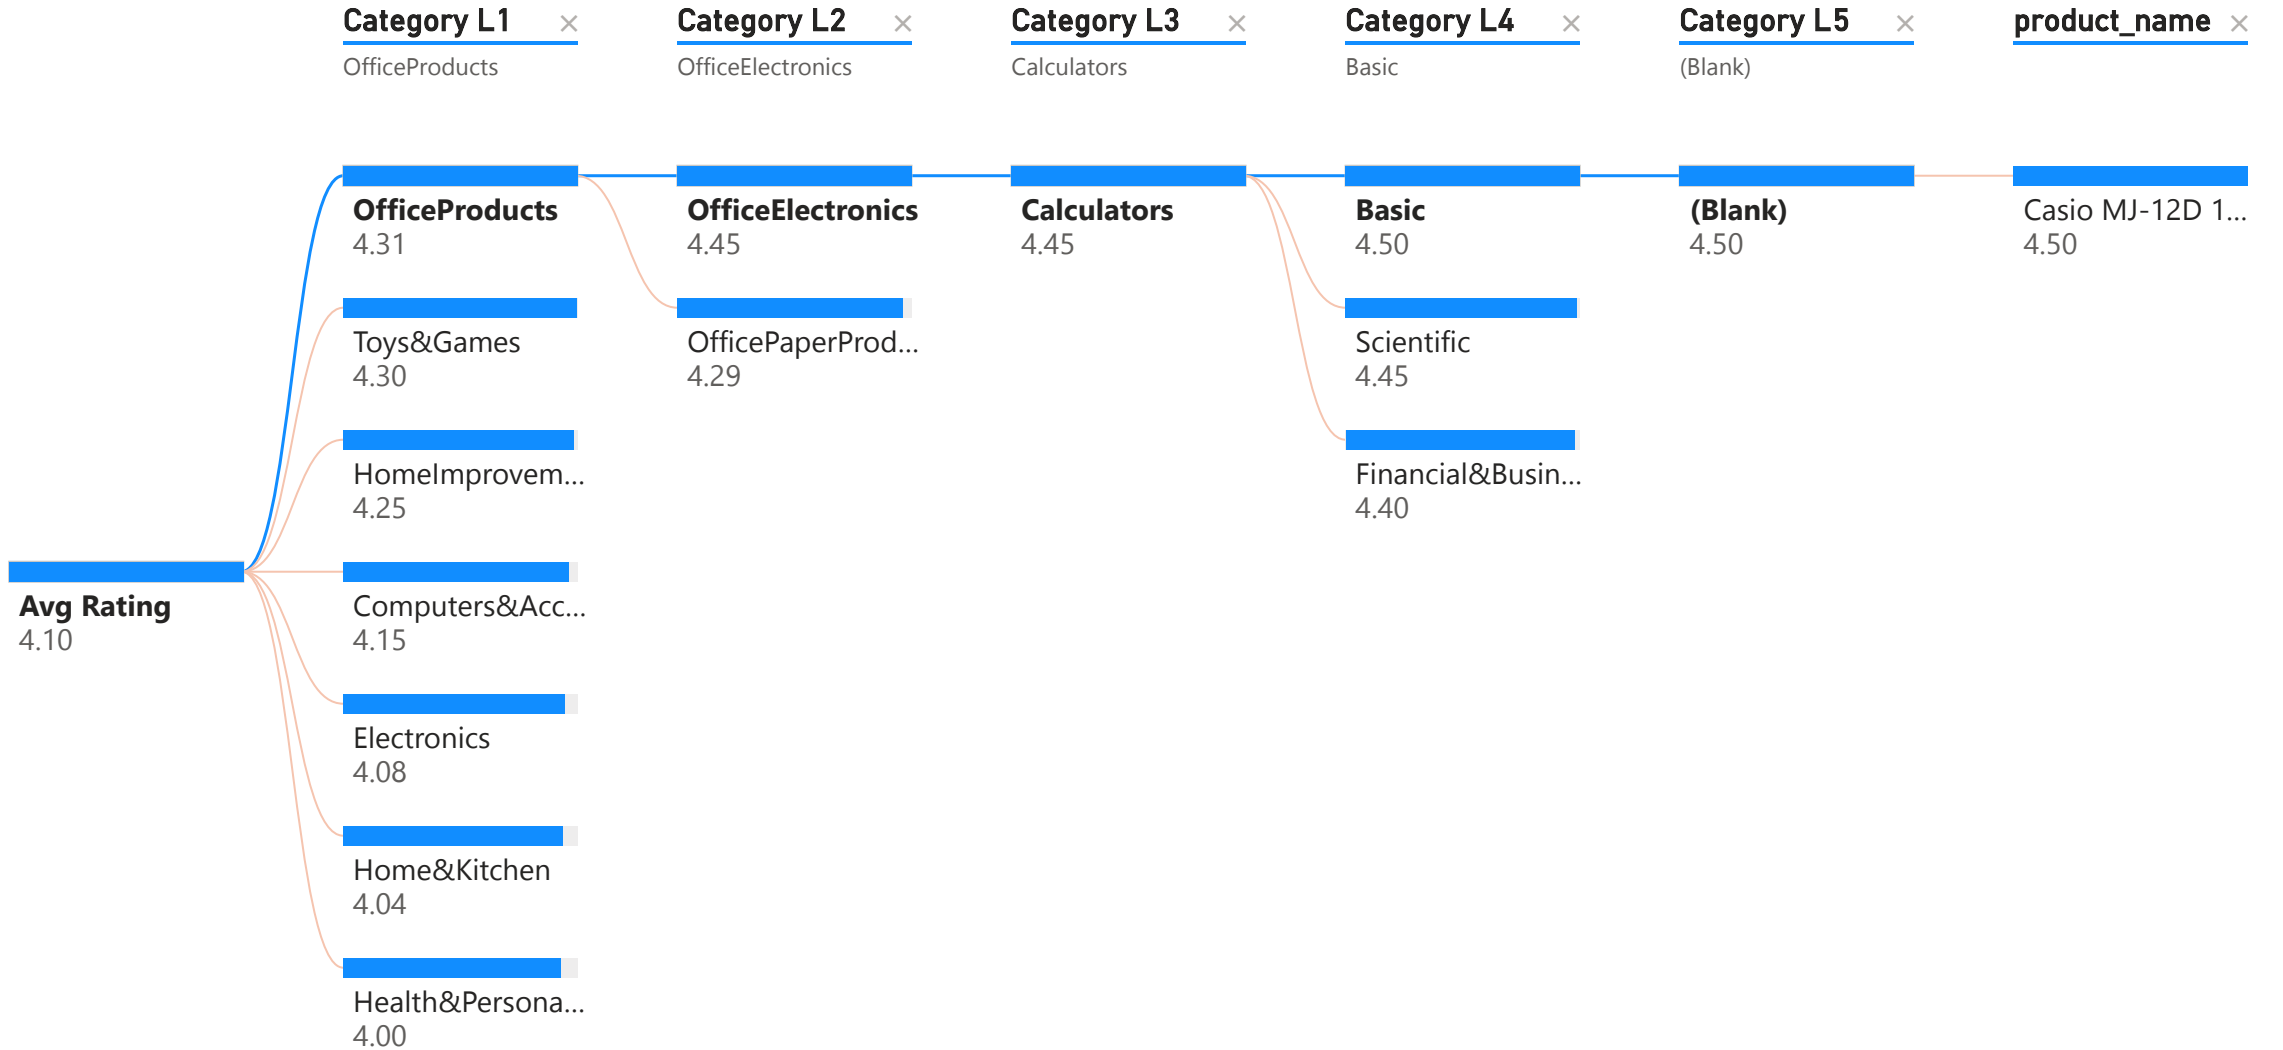 Category L1 ×
OfficeProducts
Category L2 ×
OfficeElectronics
Category L3 ×
Calculators
Category L4 ×
Basic
Category L5 ×
(Blank)
product_name ×
Avg Rating
4.10
OfficeProducts
4.31
Toys&Games
4.30
HomeImprovem...
4.25
Computers&Acc...
4.15
Electronics
4.08
Home&Kitchen
4.04
Health&Persona...
4.00
OfficeElectronics
4.45
OfficePaperProd...
4.29
Calculators
4.45
Basic
4.50
Scientific
4.45
Financial&Busin...
4.40
(Blank)
4.50
Casio MJ-12D 1...
4.50